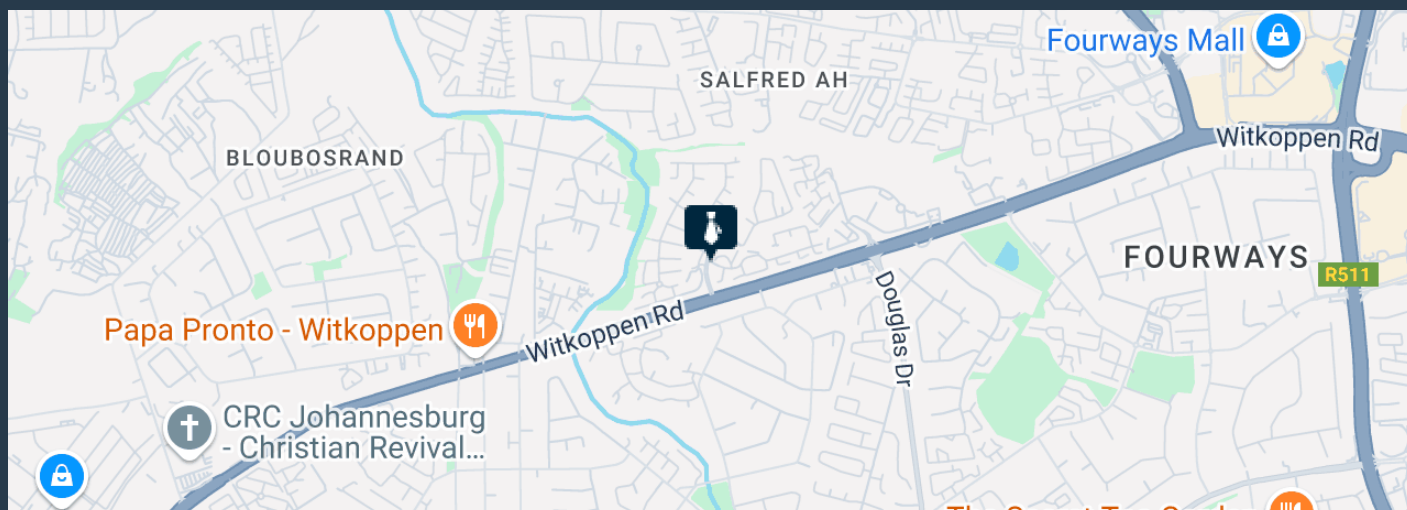 Fourways Mall
SALFRED AH
Witkoppen Rd
BLOUBOSRAND
FOURWAYS
R511
Douglas Dr
Witkoppen Rd
Papa Pronto - Witkoppen
CRC Johannesburg
- Christian Revival...